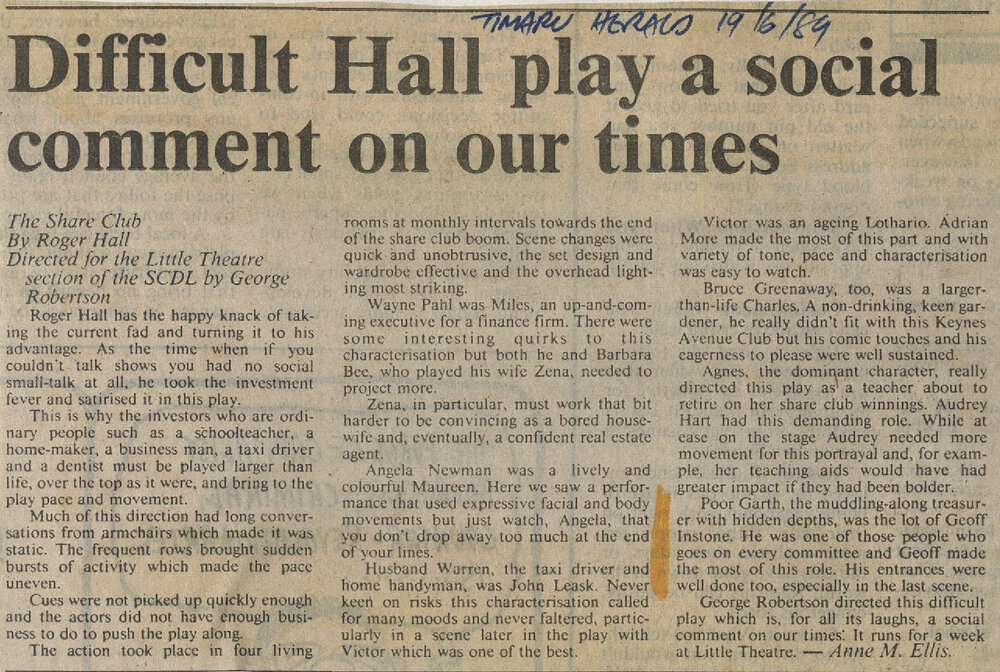 TIMARU HERALD 19/6/89
Difficult Hall play a social
comment on our times
The Share Club
By Roger Hall
Directed for the Little Theatre
section of the SCDL by George
Robertson
Roger Hall has the happy knack of tak-
ing the current fad and turning it to his
advantage. As the time when if you
couldn't talk shows you had no social
small-talk at all, he took the investment
fever and satirised it in this play.
This is why the investors who are ordi-
nary people such as a schoolteacher, a
home-maker, a business man, a taxi driver
and a dentist must be played larger than
life, over the top as it were, and bring to the
play pace and movement.
Much of this direction had long conver-
sations from armchairs which made it was
static. The frequent rows brought sudden
bursts of activity which made the pace
uneven.
Cues were not picked up quickly enough
and the actors did not have enough busi-
ness to do to push the play along.
The action took place in four living
rooms at monthly intervals towards the end
of the share club boom. Scene changes were
quick and unobtrusive, the set design and
wardrobe effective and the overhead light-
ing most striking.
Wayne Pahl was Miles, an up-and-com-
ing executive for a finance firm. There were
some interesting quirks to this
characterisation but both he and Barbara
Bee, who played his wife Zena, needed to
project more.
Zena, in particular, must work that bit
harder to be convincing as a bored house-
wife and, eventually, a confident real estate
agent.
Angela Newman was a lively and
colourful Maureen. Here we saw a perfor-
mance that used expressive facial and body
movements but just watch, Angela, that
you don't drop away too much at the end
of your lines.
Husband Warren, the taxi driver and
home handyman, was John Leask. Never
keen on risks this characterisation called
for many moods and never faltered, partic-
ularly in a scene later in the play with
Victor which was one of the best.
Victor was an ageing Lothario. Adrian
More made the most of this part and with
variety of tone, pace and characterisation
was easy to watch.
Bruce Greenaway, too, was a larger-
than-life Charles. A non-drinking, keen gar-
dener, he really didn't fit with this Keynes
Avenue Club but his comic touches and his
eagerness to please were well sustained.
Agnes, the dominant character, really
directed this play as a teacher about to
retire on her share club winnings. Audrey
Hart had this demanding role. While at
ease on the stage Audrey needed more
movement for this portrayal and, for exam-
ple, her teaching aids would have had
greater impact if they had been bolder.
Poor Garth, the muddling-along treasur-
er with hidden depths, was the lot of Geoff
Instone. He was one of those people who
goes on every committee and Geoff made
the most of this role. His entrances were
well done too, especially in the last scene.
George Robertson directed this difficult
play which is, for all its laughs, a social
comment on our times. It runs for a week
at Little Theatre. — Anne M. Ellis.